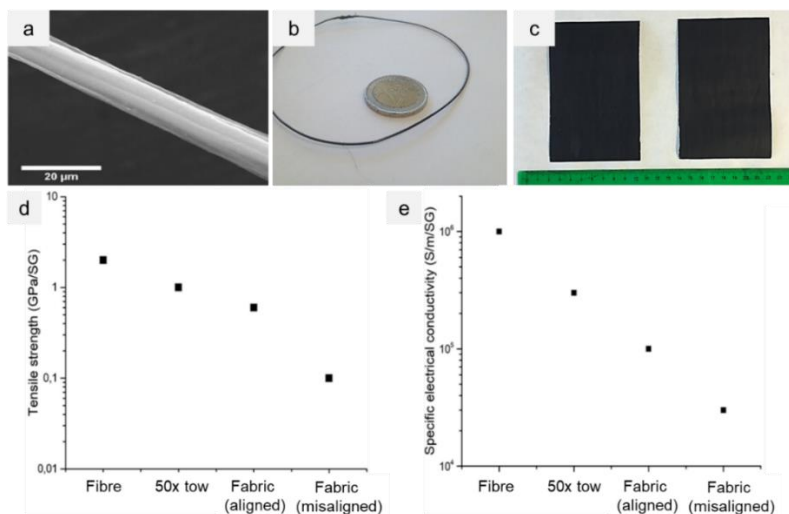 a
b
c
20 µm
d
e
Tensile strength (GPa/SG)
10
1
0,1
0,01
Fibre
50x tow
Fabric
(aligned)
Fabric
(misaligned)
Specific electrical conductivity (S/m/SG)
10⁶
10⁵
10⁴
Fibre
50x tow
Fabric
(aligned)
Fabric
(misaligned)